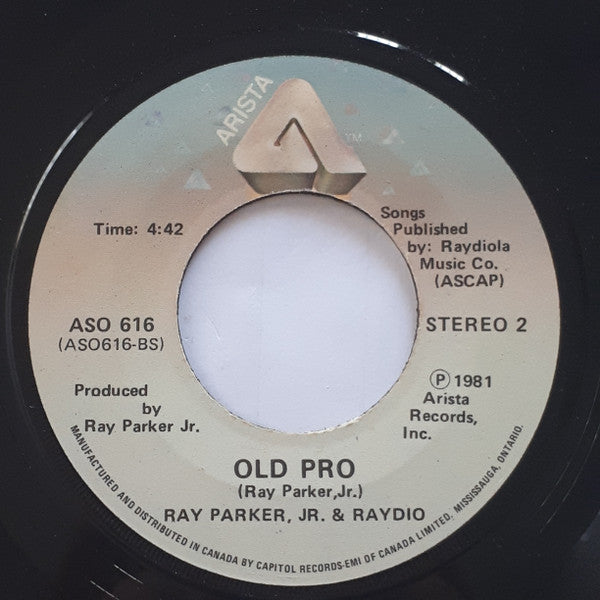 ARISTA
TM
Time: 4:42
Songs
Published
by: Raydiola
Music Co.
(ASCAP)
ASO 616
(ASO616-BS)
STEREO 2
Produced
by
Ray Parker Jr.
Ⓟ 1981
Arista
Records,
Inc.
OLD PRO
(Ray Parker,Jr.)
RAY PARKER, JR. & RAYDIO
MANUFACTURED AND DISTRIBUTED IN CANADA BY CAPITOL RECORDS-EMI OF CANADA LIMITED. MISSISSAUGA, ONTARIO.